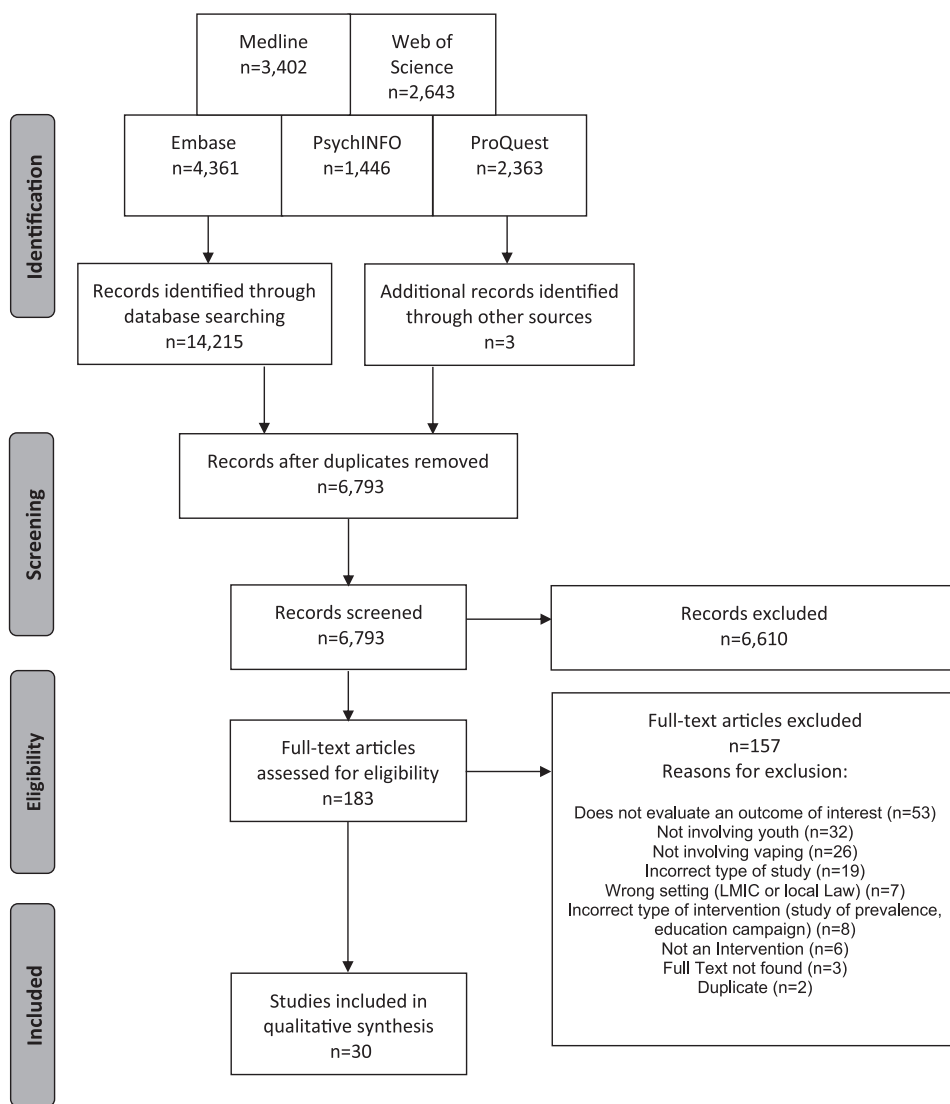 Medline
n=3,402
Web of
Science
n=2,643
Embase
n=4,361
PsychINFO
n=1,446
ProQuest
n=2,363
Identification
Records identified through
database searching
n=14,215
Additional records identified
through other sources
n=3
Screening
Records after duplicates removed
n=6,793
Records screened
n=6,793
Records excluded
n=6,610
Eligibility
Full-text articles
assessed for eligibility
n=183
Full-text articles excluded
n=157
Reasons for exclusion:
Does not evaluate an outcome of interest (n=53)
Not involving youth (n=32)
Not involving vaping (n=26)
Incorrect type of study (n=19)
Wrong setting (LMIC or local Law) (n=7)
Incorrect type of intervention (study of prevalence,
education campaign) (n=8)
Not an Intervention (n=6)
Full Text not found (n=3)
Duplicate (n=2)
Included
Studies included in
qualitative synthesis
n=30